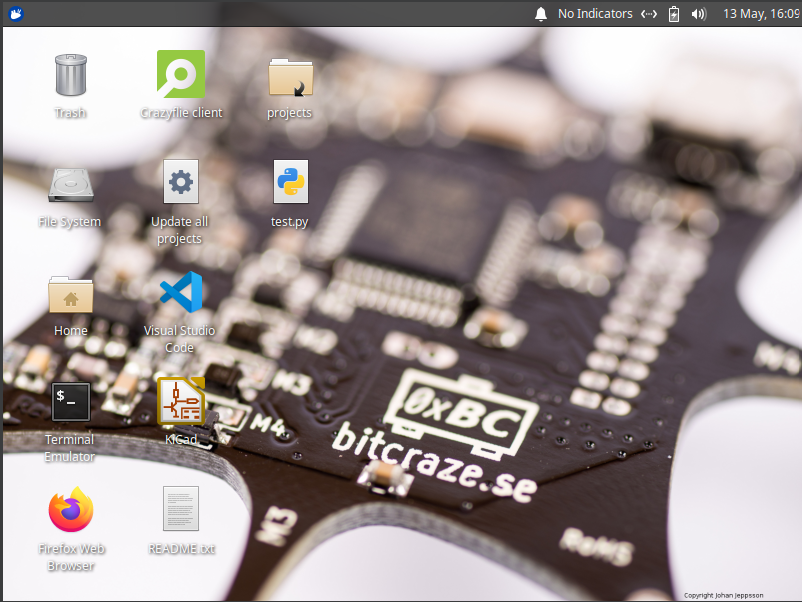 No Indicators
13 May, 16:09
Trash
Crazyflie client
projects
File System
Update all
projects
test.py
Home
Visual Studio
Code
$_
Terminal
Emulator
KiCad
Firefox Web
Browser
README.txt
M3
M4
0xBC
bitcraze.se
M3
RoHS
Copyright Johan Jeppsson